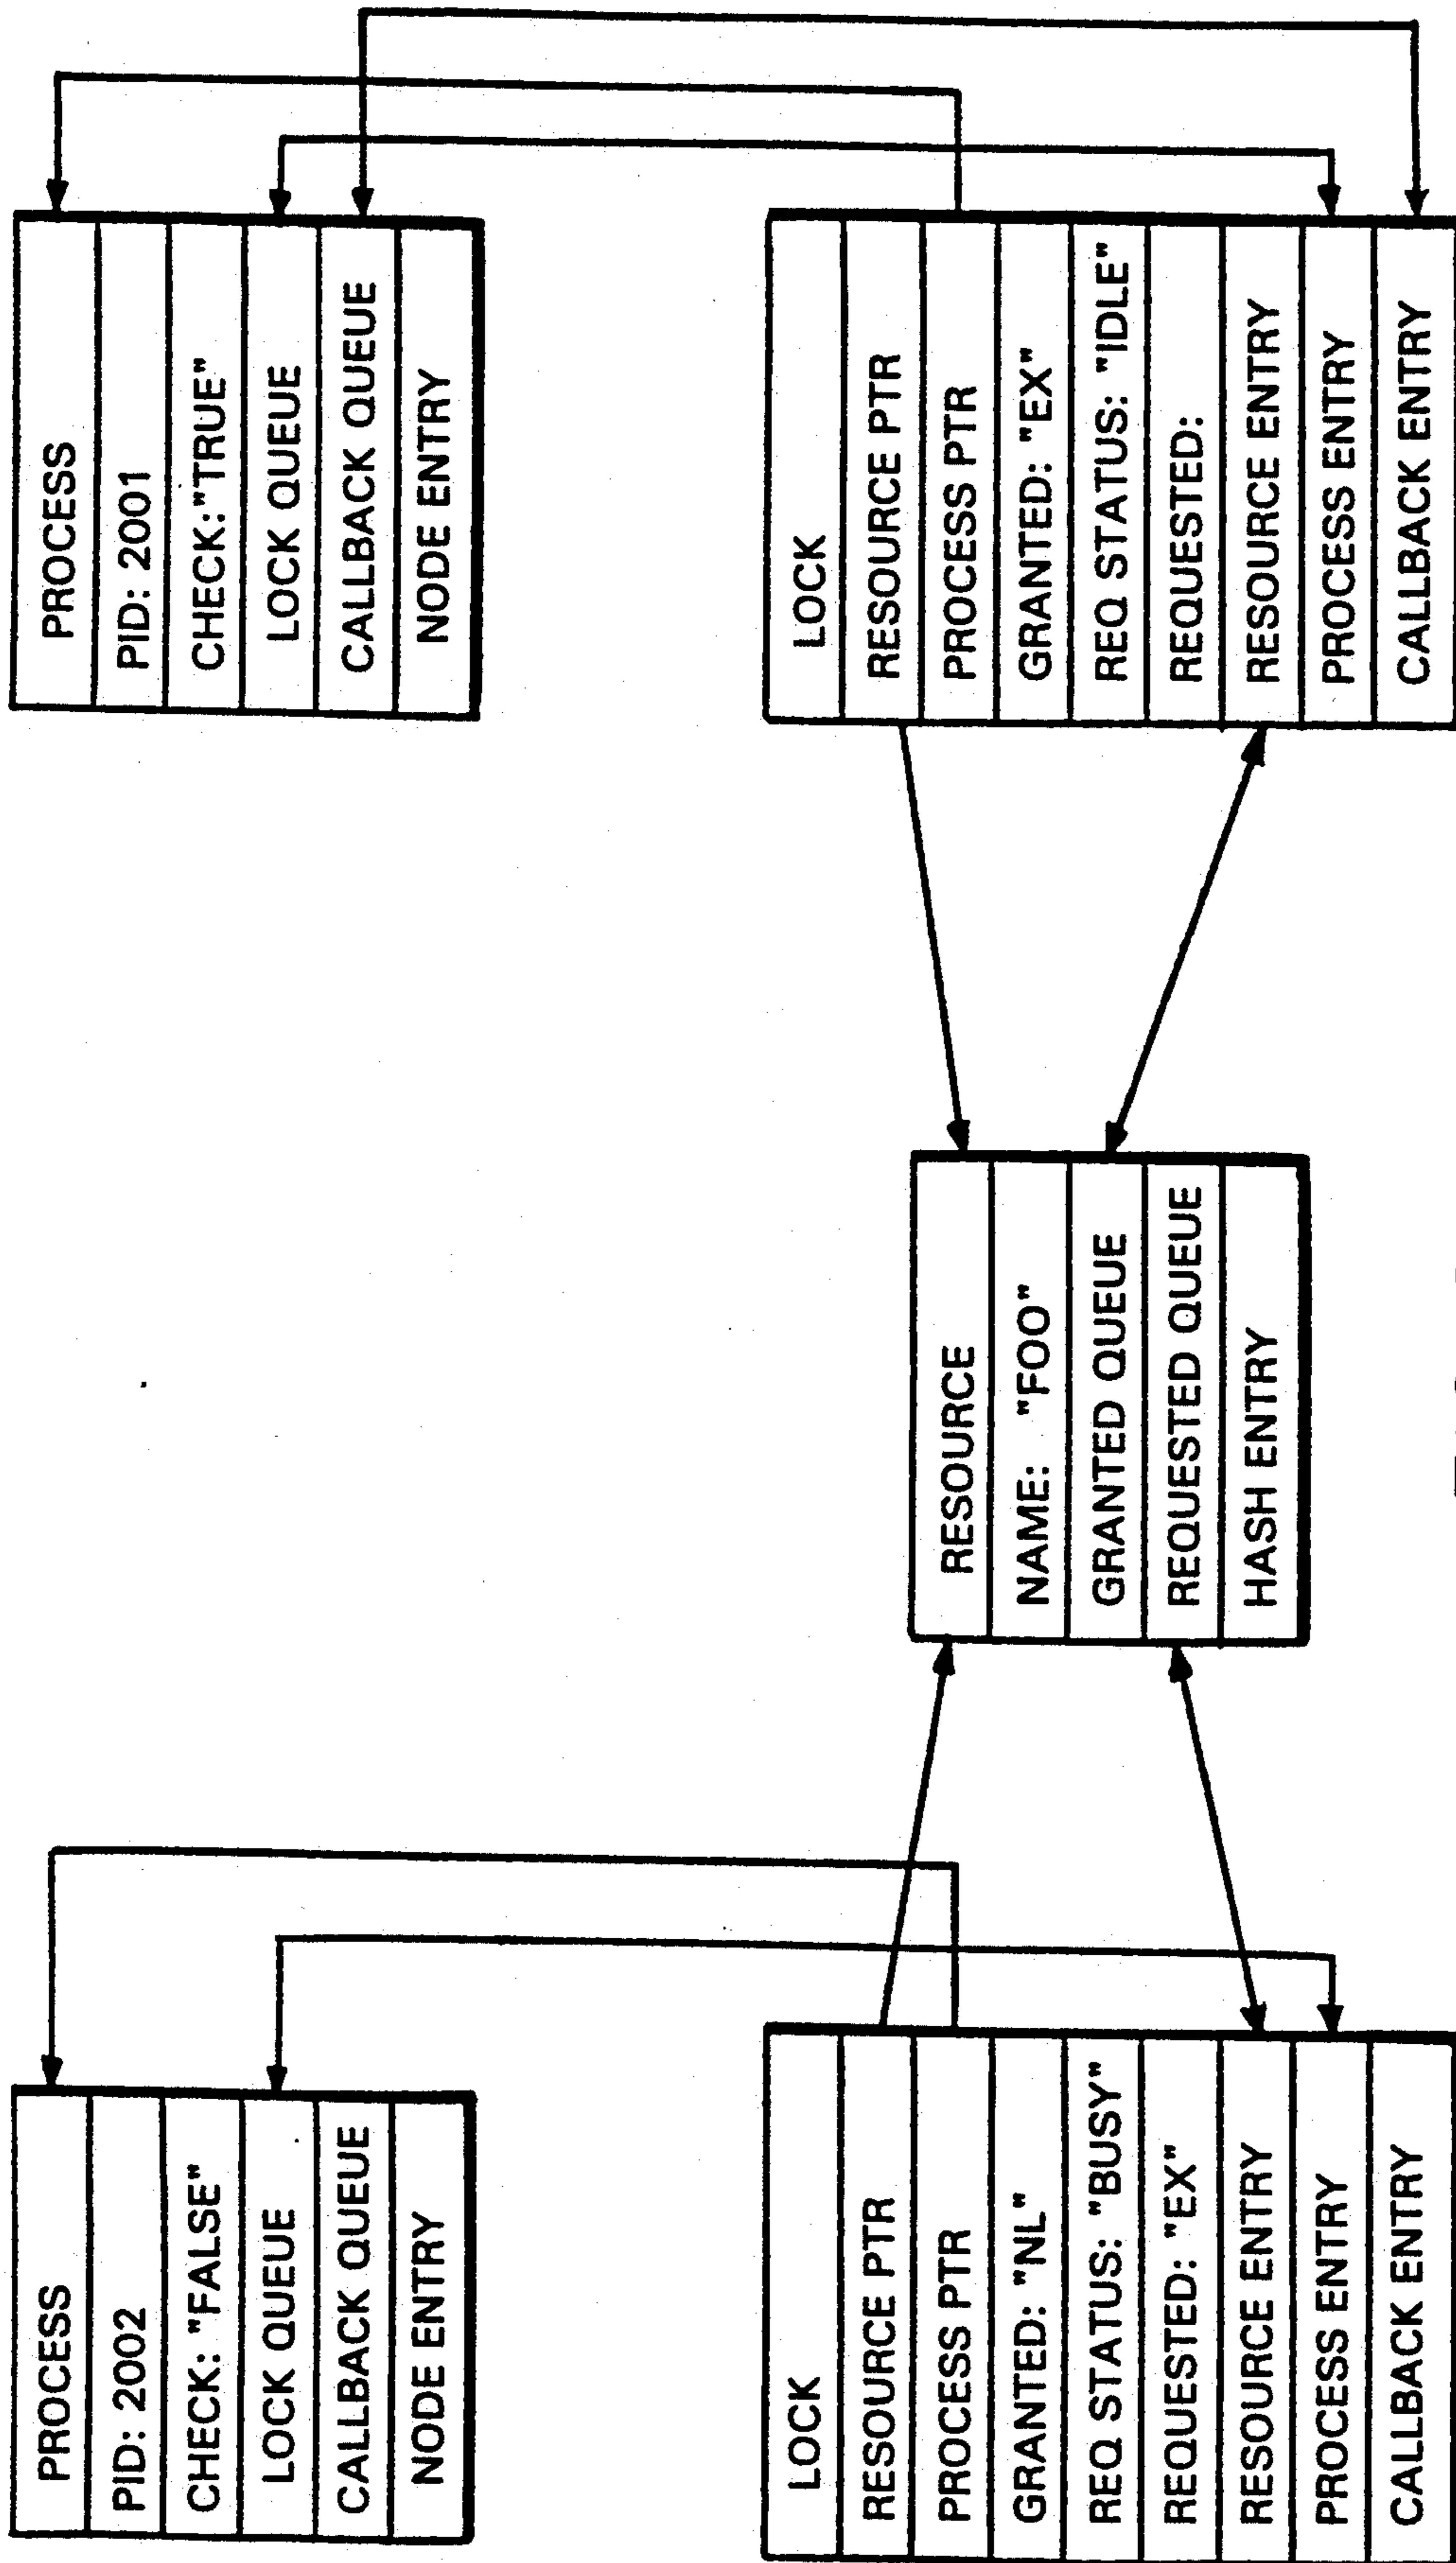 PROCESS
PID: 2002
CHECK: "FALSE"
LOCK QUEUE
CALLBACK QUEUE
NODE ENTRY
PROCESS
PID: 2001
CHECK:"TRUE"
LOCK QUEUE
CALLBACK QUEUE
NODE ENTRY
LOCK
RESOURCE PTR
PROCESS PTR
GRANTED: "NL"
REQ STATUS: "BUSY"
REQUESTED: "EX"
RESOURCE ENTRY
PROCESS ENTRY
CALLBACK ENTRY
RESOURCE
NAME: "FOO"
GRANTED QUEUE
REQUESTED QUEUE
HASH ENTRY
LOCK
RESOURCE PTR
PROCESS PTR
GRANTED: "EX"
REQ STATUS: "IDLE"
REQUESTED:
RESOURCE ENTRY
PROCESS ENTRY
CALLBACK ENTRY